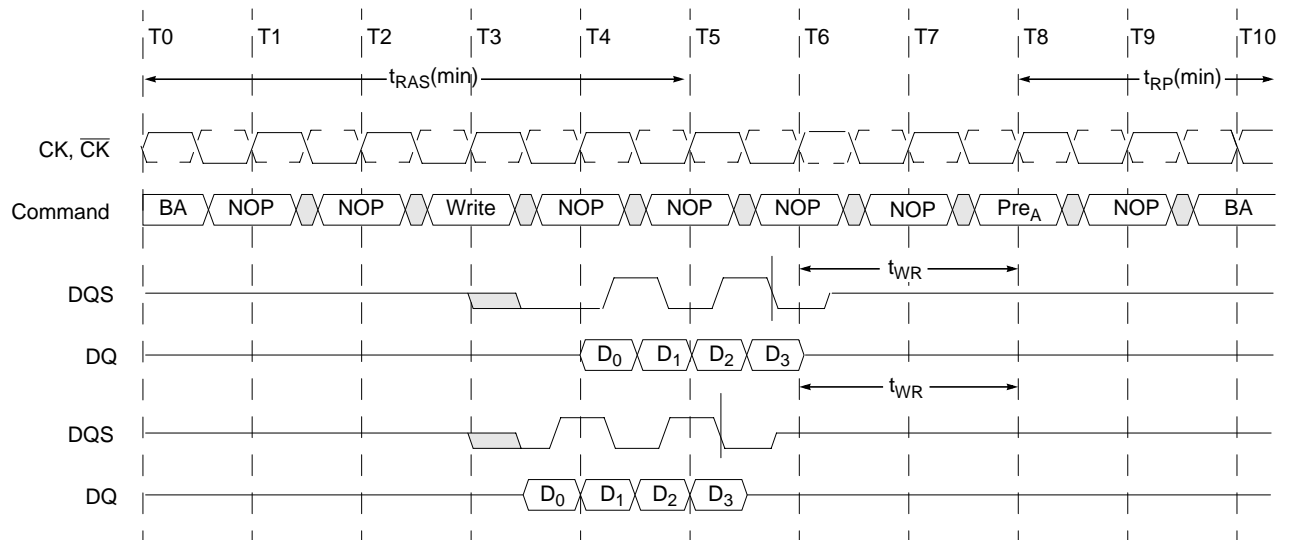 T0 T1 T2 T3 T4 T5 T6 T7 T8 T9 T10
tRAS(min) tRP(min)
CK, CK
Command BA NOP NOP Write NOP NOP NOP NOP PreA NOP BA
tWR
DQS
DQ D0 D1 D2 D3
tWR
DQS
DQ D0 D1 D2 D3